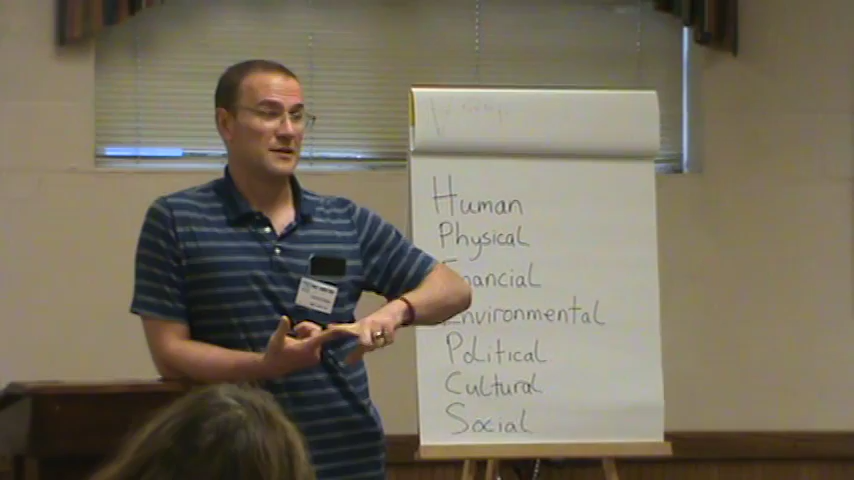 Human
Physical
Financial
Environmental
Political
Cultural
Social